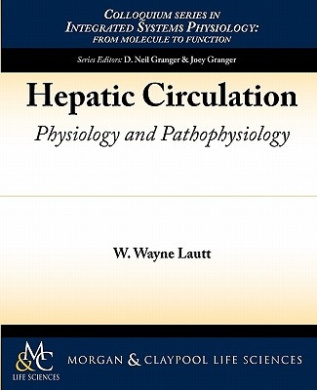 COLLOQUIUM SERIES IN
INTEGRATED SYSTEMS PHYSIOLOGY:
FROM MOLECULE TO FUNCTION
Series Editors: D. Neil Granger & Joey Granger
Hepatic Circulation
Physiology and Pathophysiology
W. Wayne Lautt
M&C
LIFE SCIENCES
MORGAN & CLAYPOOL LIFE SCIENCES